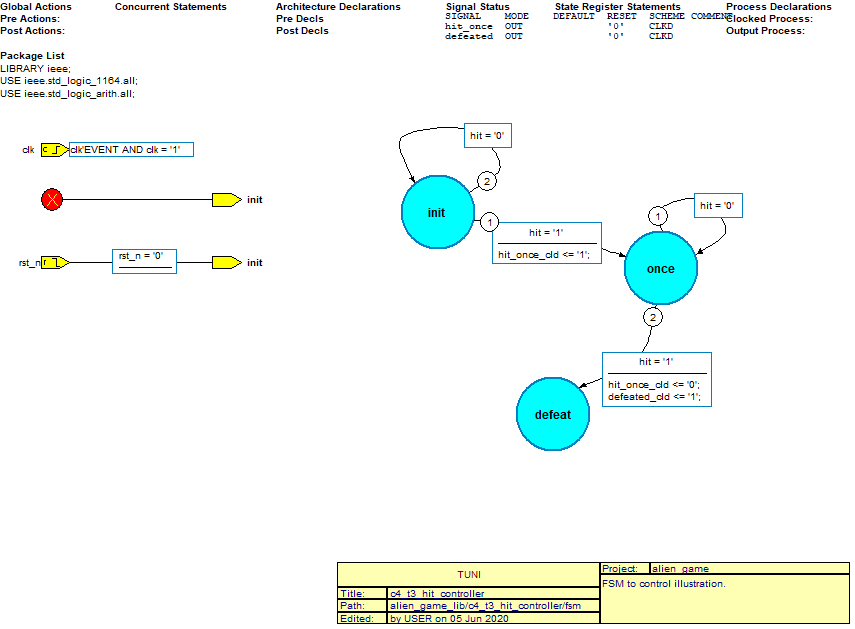 Global Actions
Pre Actions:
Post Actions:
Concurrent Statements
Architecture Declarations
Pre Decls
Post Decls
Signal Status
SIGNAL MODE DEFAULT RESET SCHEME COMMENT
hit_once OUT '0' CLKD
defeated OUT '0' CLKD
State Register Statements
Process Declarations
Clocked Process:
Output Process:
Package List
LIBRARY ieee;
USE ieee.std_logic_1164.all;
USE ieee.std_logic_arith.all;
clk c clk'EVENT AND clk = '1'
init
rst_n r rst_n = '0' init
hit = '0'
2
init
1
hit = '1'
hit_once_cld <= '1';
hit = '0'
1
once
2
hit = '1'
hit_once_cld <= '0';
defeated_cld <= '1';
defeat
TUNI
Title: c4_t3_hit_controller
Path: alien_game_lib/c4_t3_hit_controller/fsm
Edited: by USER on 05 Jun 2020
Project: alien_game
FSM to control illustration.